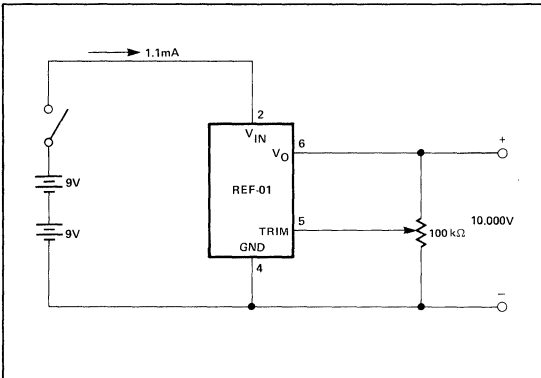 1.1mA
2
V_IN
6
V_O
9V
REF-01
5
TRIM
10.000V
100 kΩ
9V
GND
4
+
−